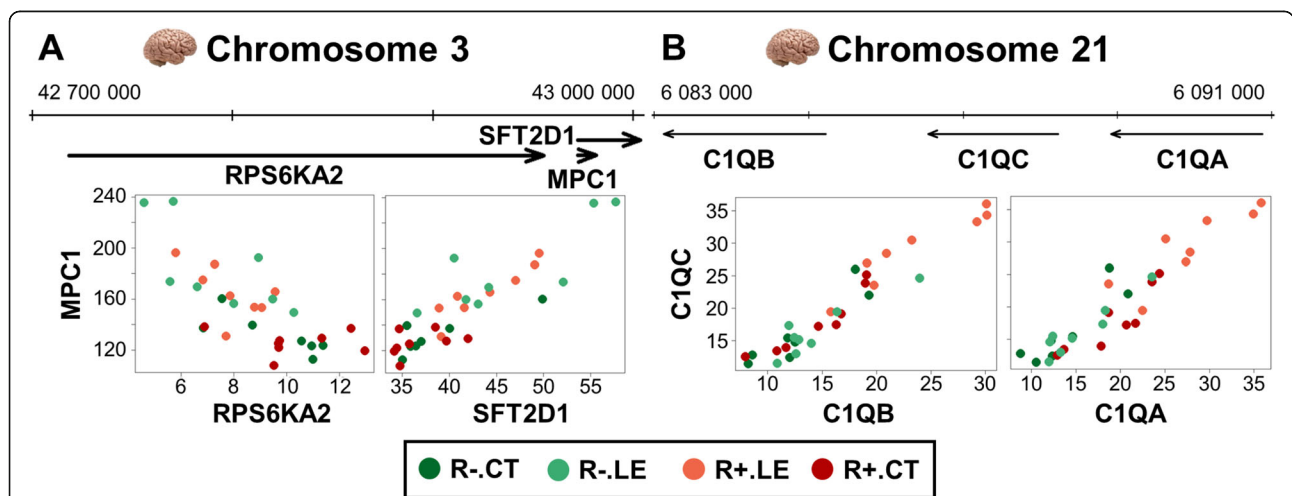 A Chromosome 3
42 700 000 43 000 000
SFT2D1
RPS6KA2
MPC1
MPC1
240
200
160
120
6 8 10 12
RPS6KA2
35 40 45 50 55
SFT2D1
B Chromosome 21
6 083 000 6 091 000
C1QB C1QC C1QA
C1QC
35
30
25
20
15
10 15 20 25 30
C1QB
10 15 20 25 30 35
C1QA
R-.CT R-.LE R+.LE R+.CT